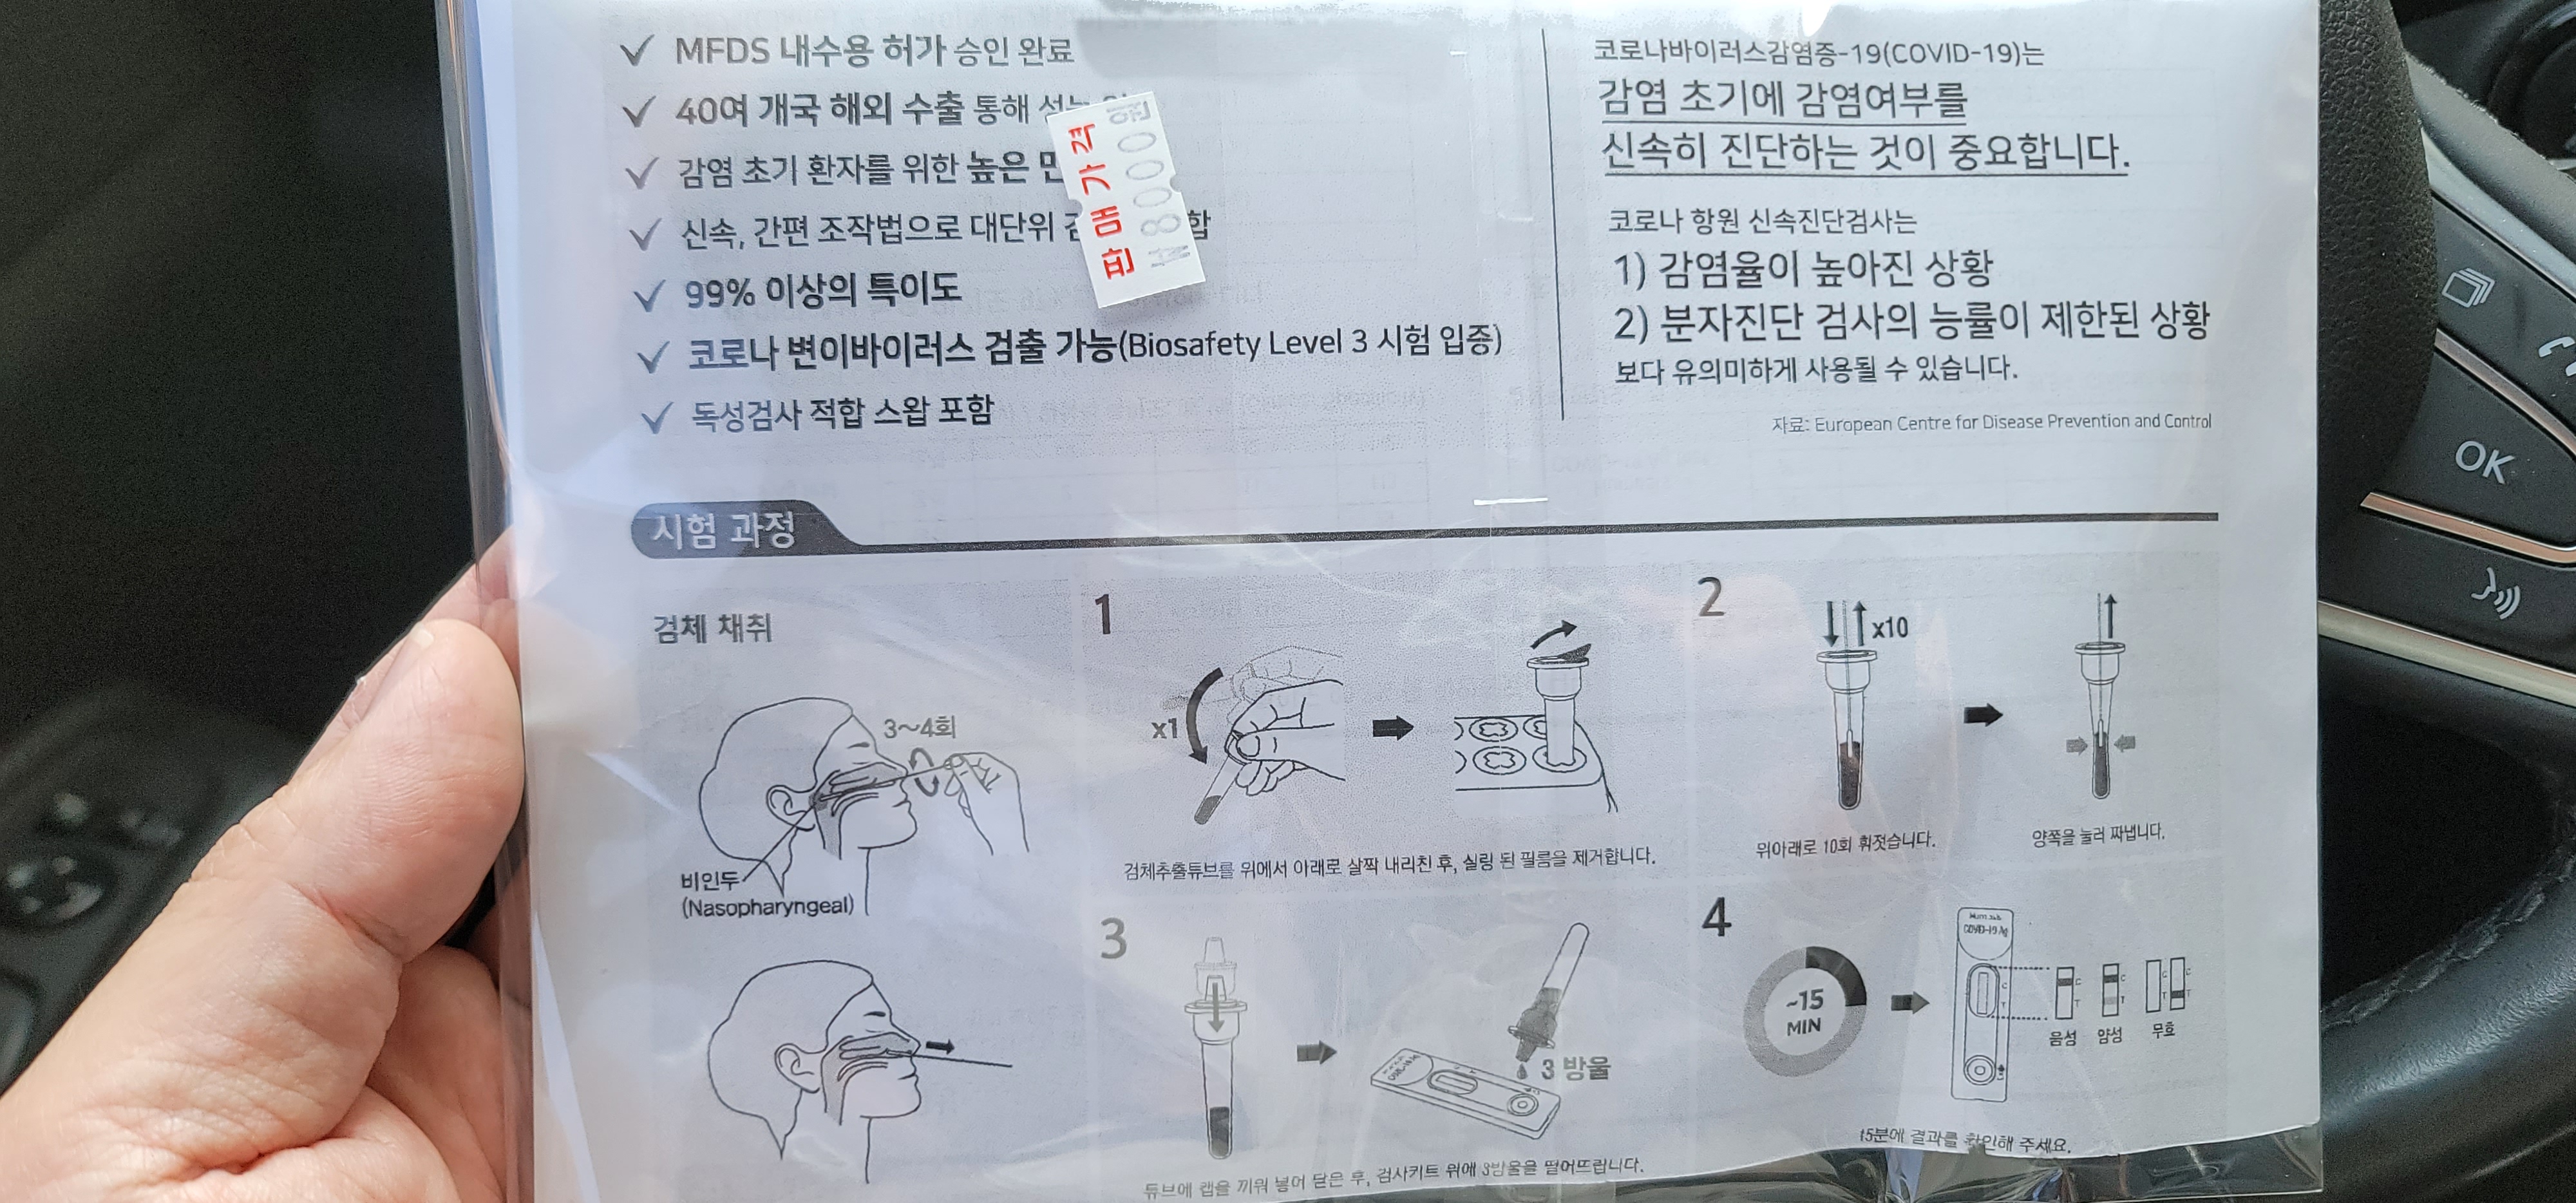 MFDS 내수용 허가 승인 완료
40여 개국 해외 수출 통해
감염 초기 환자를 위한 높은
신속, 간편 조작법으로 대단위
99% 이상의 특이도
코로나 변이바이러스 검출 가능(Biosafety Level 3 시험 입증)
독성검사 적합 스왑 포함
판매가격
₩8000원
코로나바이러스감염증-19(COVID-19)는
감염 초기에 감염여부를
신속히 진단하는 것이 중요합니다.
코로나 항원 신속진단검사는
1) 감염율이 높아진 상황
2) 분자진단 검사의 능률이 제한된 상황
보다 유의미하게 사용될 수 있습니다.
자료: European Centre for Disease Prevention and Control
시험 과정
검체 채취
3~4회
비인두
(Nasopharyngeal)
1
x1
검체추출튜브를 위에서 아래로 살짝 내리친 후, 실링 된 필름을 제거합니다.
2
x10
위아래로 10회 휘젓습니다.
양쪽을 눌러 짜냅니다.
3
3 방울
튜브에 캡을 끼워 넣어 닫은 후, 검사키트 위에 3방울을 떨어뜨립니다.
4
~15
MIN
COVID-19 Ag
C
T
C
T
C
T
C
T
C
T
음성
양성
무효
15분에 결과를 확인해 주세요.
OK